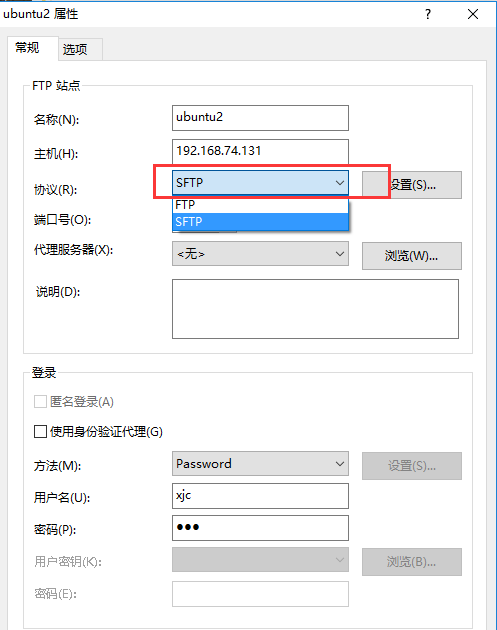 ubuntu2 属性
常规 选项
FTP 站点
名称(N): ubuntu2
主机(H): 192.168.74.131
协议(R): SFTP 设置(S)...
FTP
SFTP
端口号(O):
代理服务器(X): <无> 浏览(W)...
说明(D):
登录
匿名登录(A)
使用身份验证代理(G)
方法(M): Password 设置(S)...
用户名(U): xjc
密码(P): ●●●
用户密钥(K): 浏览(B)...
密码(E):